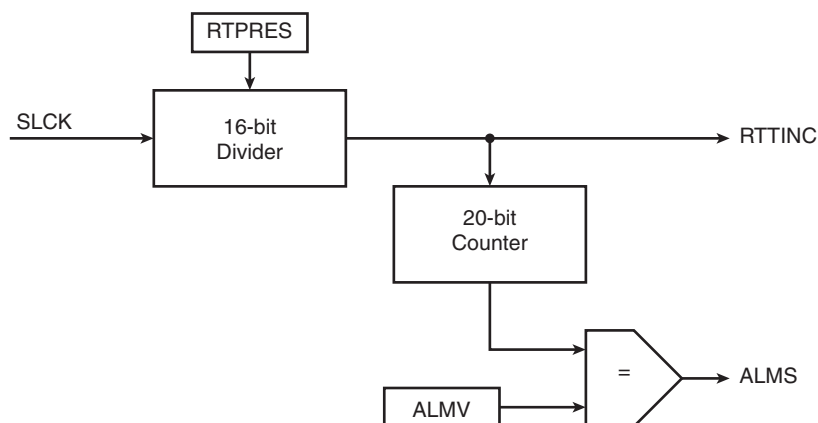 RTPRES
SLCK
16-bit
Divider
RTTINC
20-bit
Counter
=
ALMS
ALMV